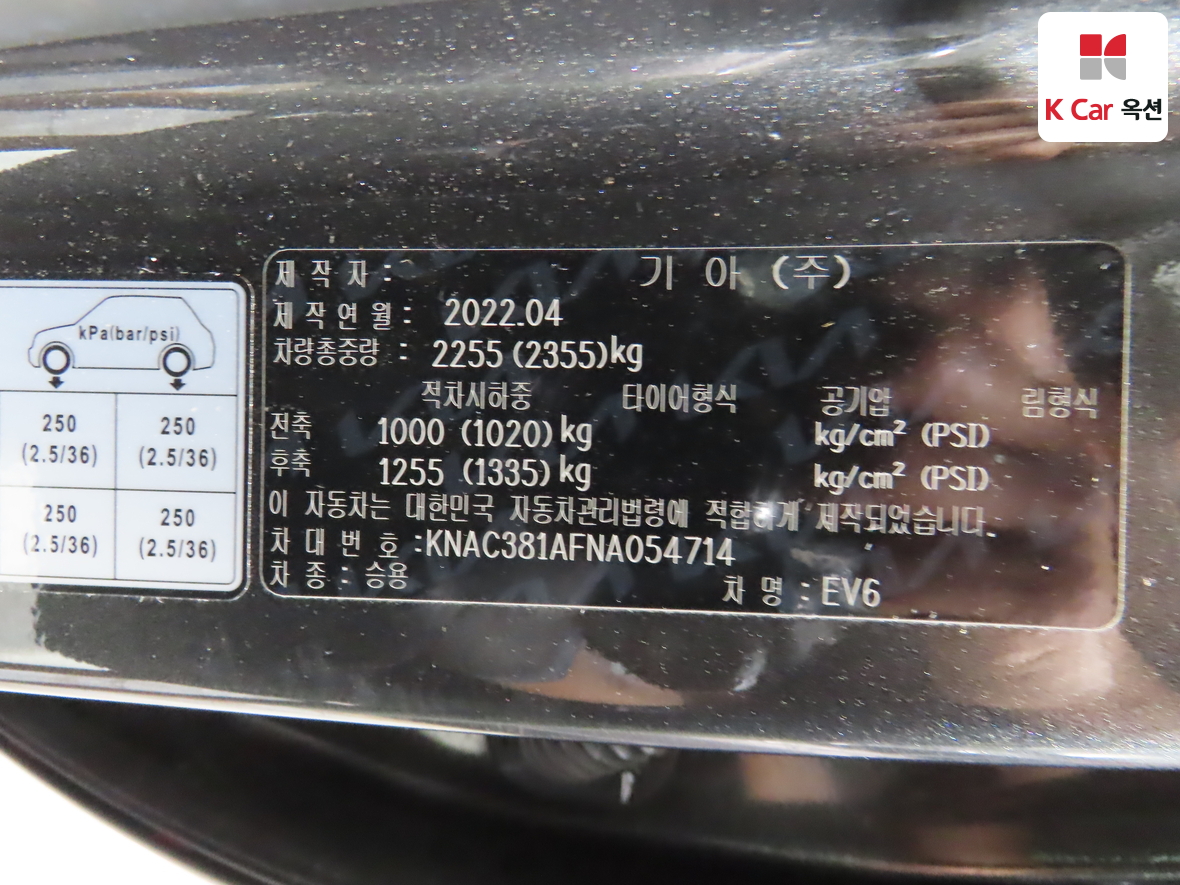 K Car 옥션
제 작 자 : 기 아 (주)
제 작 연 월 : 2022.04
차량총중량 : 2255 (2355)kg
적차시하중 타이어형식 공기압 림형식
전축 1000 (1020) kg kg/cm² (PSI)
후축 1255 (1335) kg kg/cm² (PSI)
이 자동차는 대한민국 자동차관리법령에 적합하게 제작되었습니다.
차 대 번 호 :KNAC381AFNA054714
차 종 : 승용 차 명 : EV6
kPa(bar/psi)
250 250
(2.5/36) (2.5/36)
250 250
(2.5/36) (2.5/36)